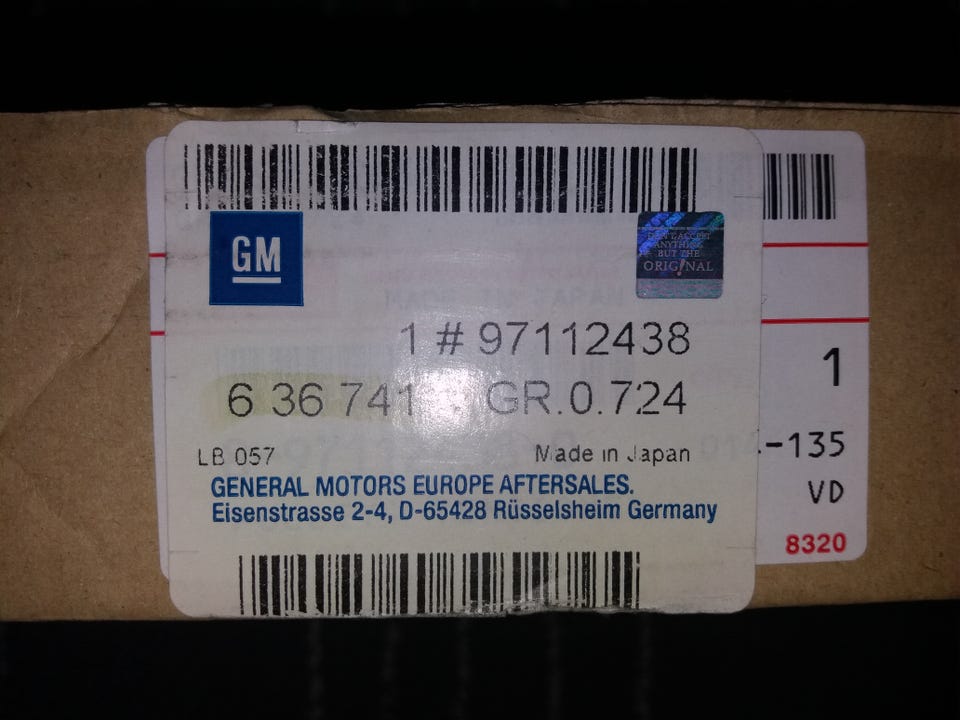 GM
DON'T ACCEPT
ANYTHING
BUT THE
ORIGINAL
1 # 97112438
6 36 741 GR.0.724
LB 057 Made in Japan
GENERAL MOTORS EUROPE AFTERSALES.
Eisenstrasse 2-4, D-65428 Rüsselsheim Germany
1
-135
VD
8320